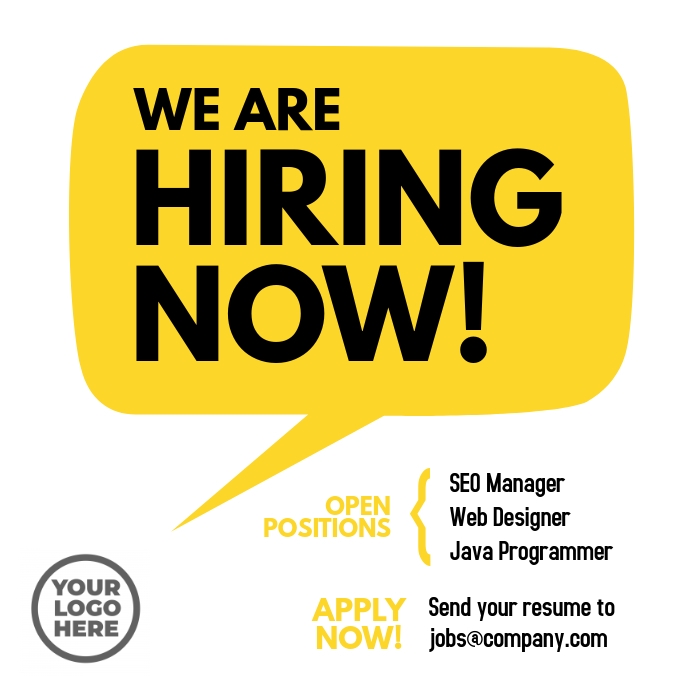 WE ARE
HIRING
NOW!
OPEN
POSITIONS
SEO Manager
Web Designer
Java Programmer
APPLY
NOW!
Send your resume to
jobs@company.com
YOUR
LOGO
HERE